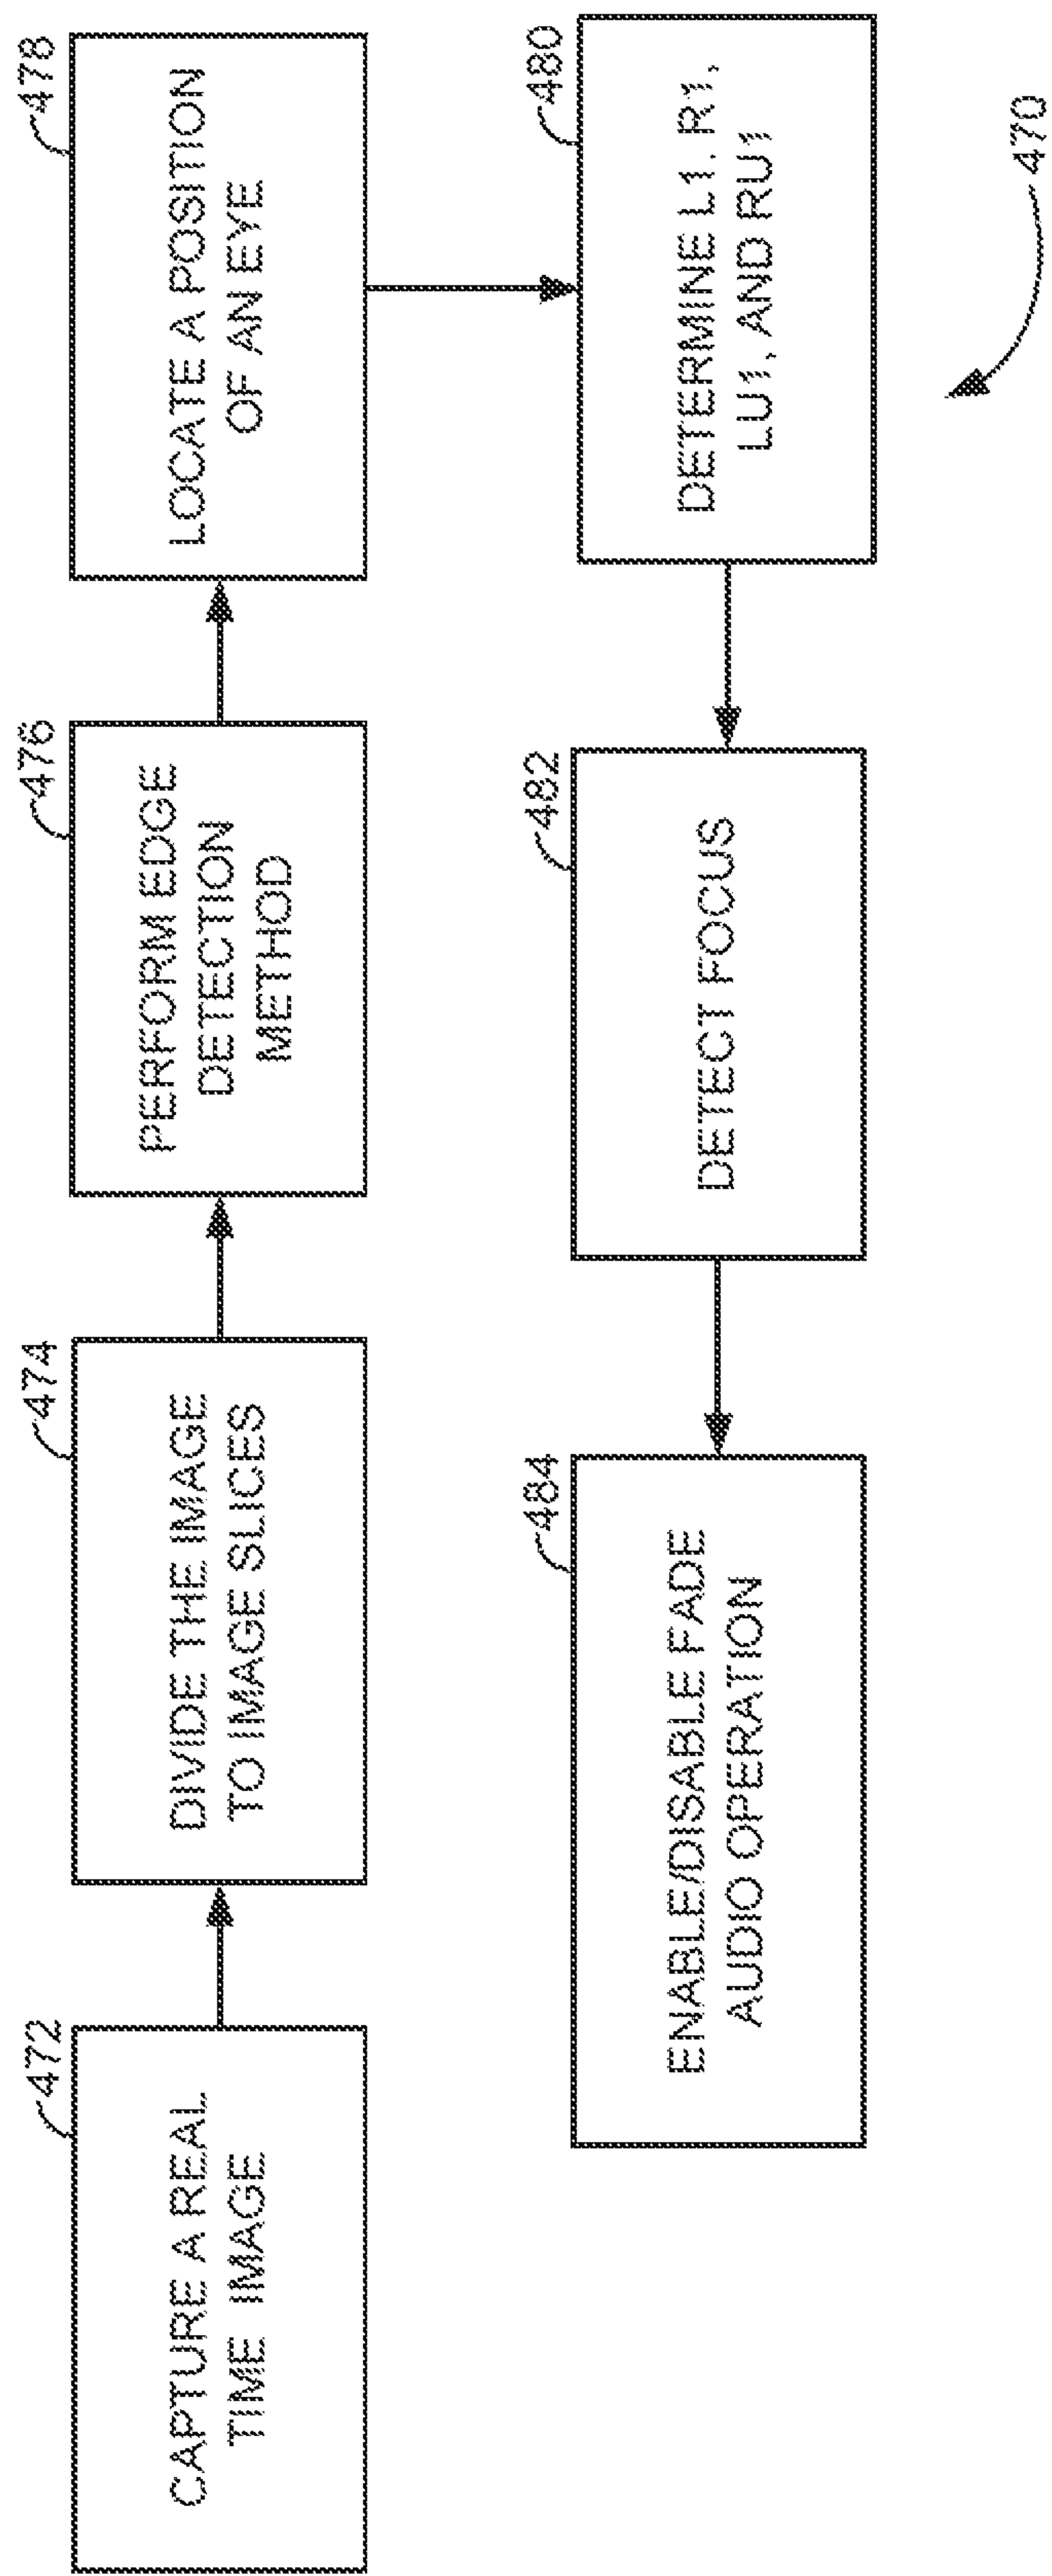 472
CAPTURE A REAL
TIME IMAGE
474
DIVIDE THE IMAGE
TO IMAGE SLICES
476
PERFORM EDGE
DETECTION
METHOD
478
LOCATE A POSITION
OF AN EYE
480
DETERMINE L1, R1,
LU1, AND RU1
482
DETECT FOCUS
484
ENABLE/DISABLE FADE
AUDIO OPERATION
470